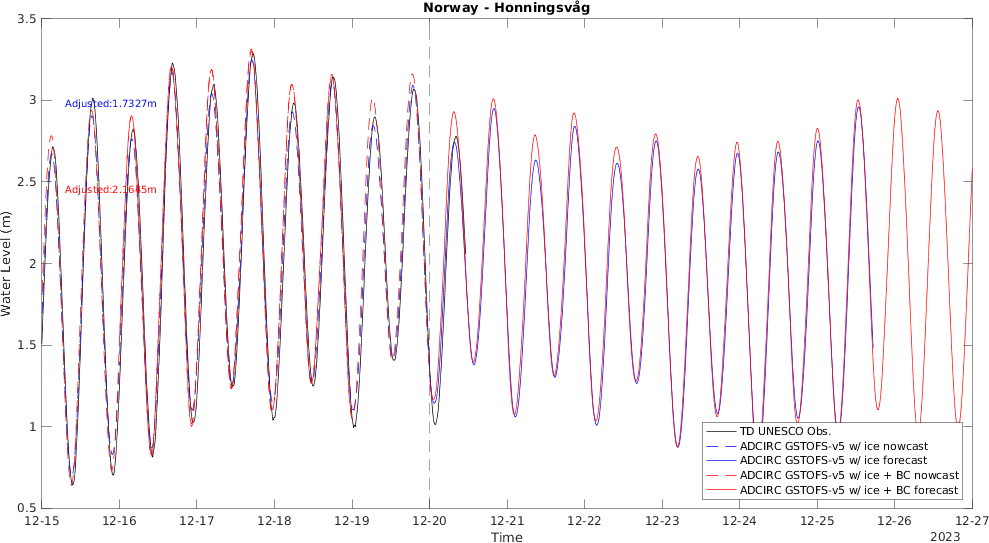 Norway - Honningsvåg
3.5
3
2.5
2
1.5
1
0.5
Water Level (m)
Adjusted:1.7327m
Adjusted:2.1645m
TD UNESCO Obs.
ADCIRC GSTOFS-v5 w/ ice nowcast
ADCIRC GSTOFS-v5 w/ ice forecast
ADCIRC GSTOFS-v5 w/ ice + BC nowcast
ADCIRC GSTOFS-v5 w/ ice + BC forecast
12-15 12-16 12-17 12-18 12-19 12-20 12-21 12-22 12-23 12-24 12-25 12-26 12-27
Time
2023